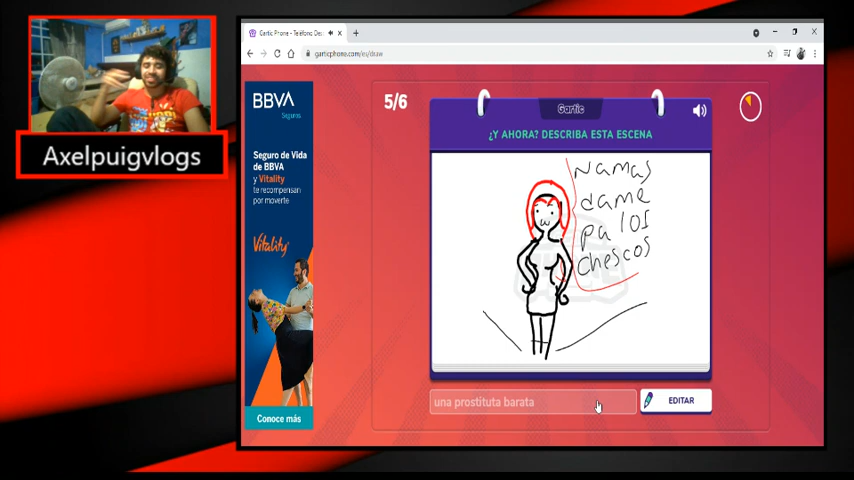 Gartic Phone - Teléfono Des
garticphone.com/es/draw
Axelpuigvlogs
BBVA
Seguros
Seguro de Vida
de BBVA
y Vitality
te recompensan
por moverte
Vitality
Conoce más
5/6
Gartic
¿Y AHORA? DESCRIBA ESTA ESCENA
Namas
dame
pa los
chescos
una prostituta barata
EDITAR